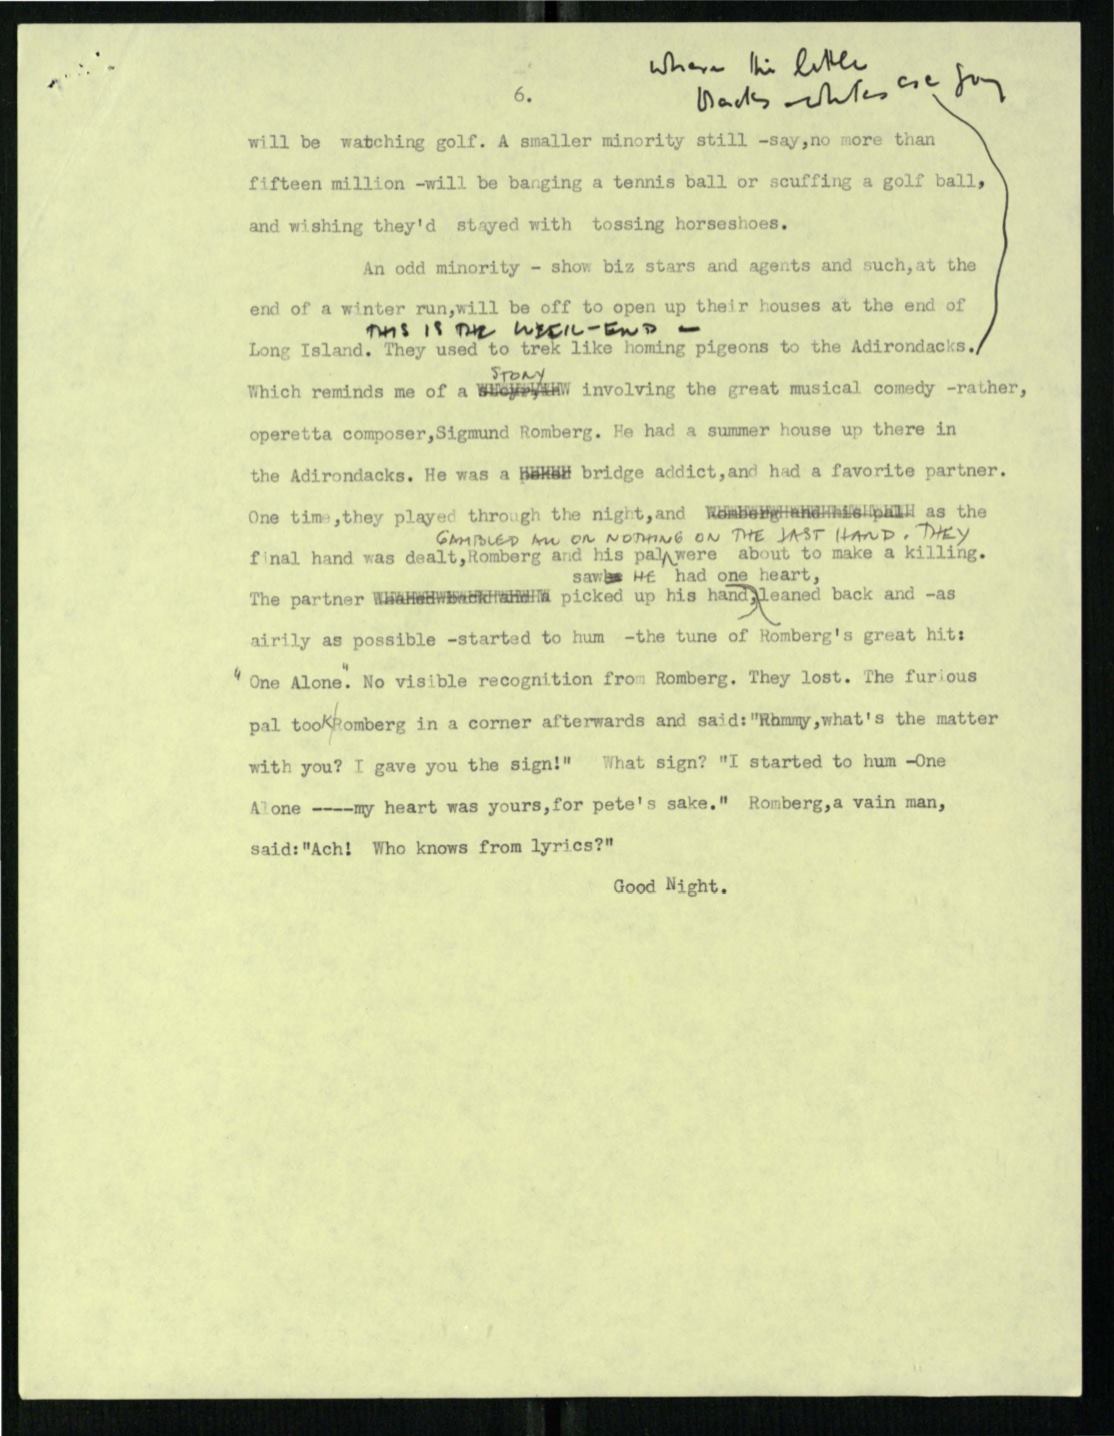 where the little
6.
are
will be watching golf. A smaller minority still -say,no more than
fifteen million -will be banging a tennis ball or scuffing a golf ball,
and wishing they'd stayed with tossing horseshoes.
An odd minority - show biz stars and agents and such,at the
end of a winter run,will be off to open up their houses at the end of
THIS IS THE WEEK-END -
Long Island. They used to trek like homing pigeons to the Adirondacks.
STORY
Which reminds me of a involving the great musical comedy -rather,
operetta composer,Sigmund Romberg. He had a summer house up there in
the Adirondacks. He was a bridge addict,and had a favorite partner.
One time,they played through the night,and Romberg and his pal as the
GAMBLED ALL OR NOTHING ON THE LAST HAND. THEY
final hand was dealt,Romberg and his pal were about to make a killing.
saw HE had one heart,
The partner picked up his hand, leaned back and -as
airily as possible -started to hum -the tune of Romberg's great hit:
"One Alone". No visible recognition from Romberg. They lost. The furious
pal took Romberg in a corner afterwards and said:"Rommy,what's the matter
with you? I gave you the sign!" What sign? "I started to hum -One
Alone ----my heart was yours,for pete's sake." Romberg,a vain man,
said:"Ach! Who knows from lyrics?"
Good Night.